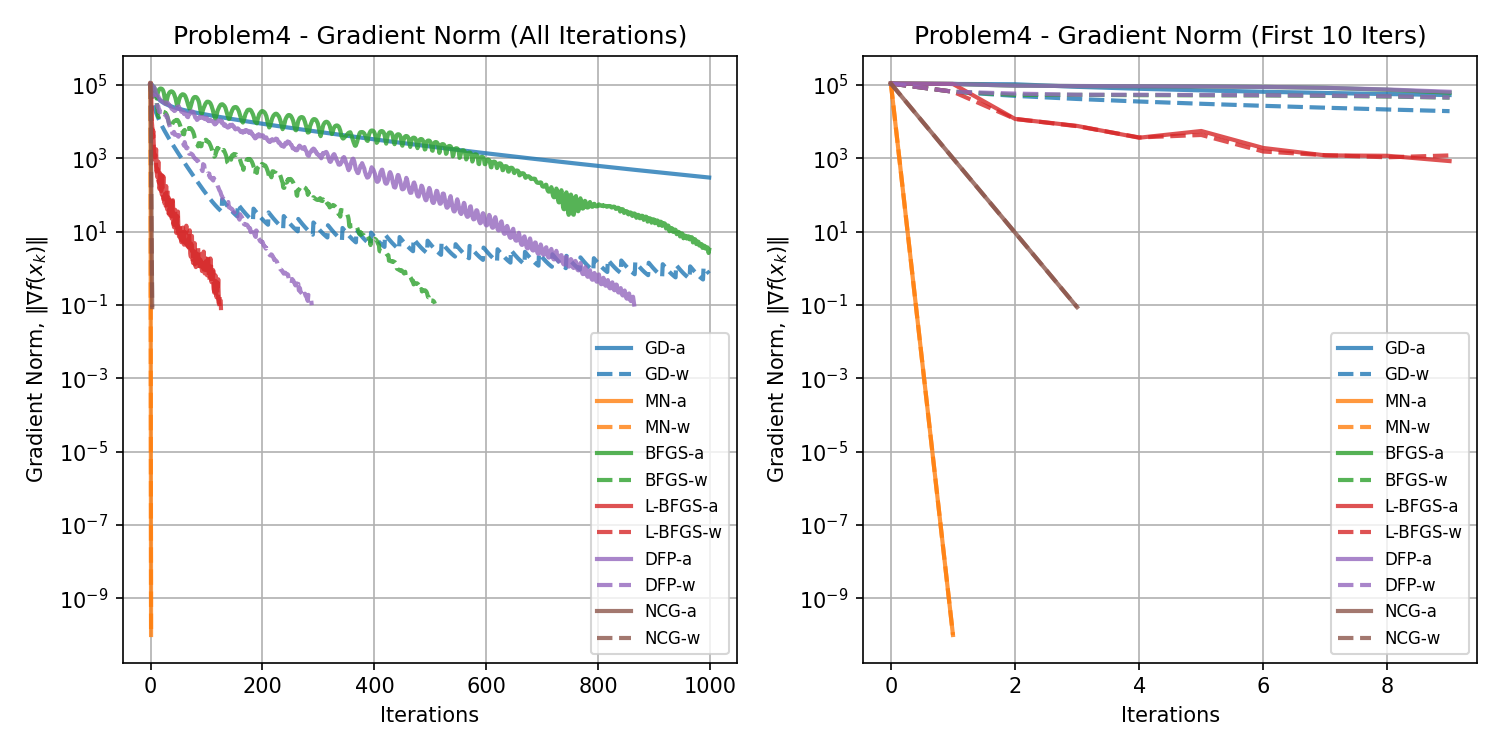 Problem4 - Gradient Norm (All Iterations)
Gradient Norm, ‖∇f(x_k)‖
10^5
10^3
10^1
10^−1
10^−3
10^−5
10^−7
10^−9
GD-a
GD-w
MN-a
MN-w
BFGS-a
BFGS-w
L-BFGS-a
L-BFGS-w
DFP-a
DFP-w
NCG-a
NCG-w
0 200 400 600 800 1000
Iterations
Problem4 - Gradient Norm (First 10 Iters)
Gradient Norm, ‖∇f(x_k)‖
10^5
10^3
10^1
10^−1
10^−3
10^−5
10^−7
10^−9
GD-a
GD-w
MN-a
MN-w
BFGS-a
BFGS-w
L-BFGS-a
L-BFGS-w
DFP-a
DFP-w
NCG-a
NCG-w
0 2 4 6 8
Iterations